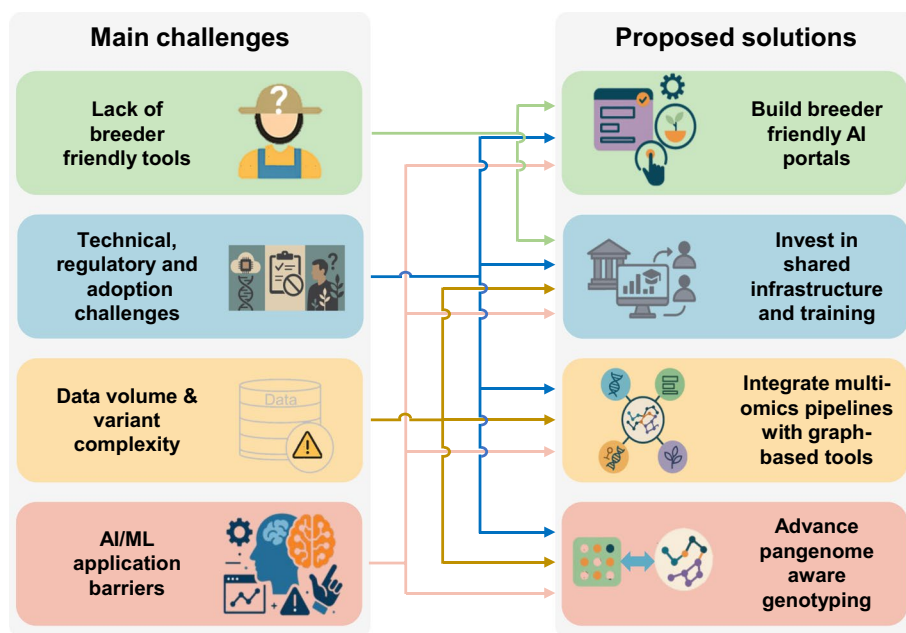 Main challenges
Lack of
breeder
friendly tools
?
Technical,
regulatory and
adoption
challenges
?
Data volume &
variant
complexity
Data
AI/ML
application
barriers
Proposed solutions
Build breeder
friendly AI
portals
Invest in
shared
infrastructure
and training
Integrate multi-
omics pipelines
with graph-
based tools
Advance
pangenome
aware
genotyping